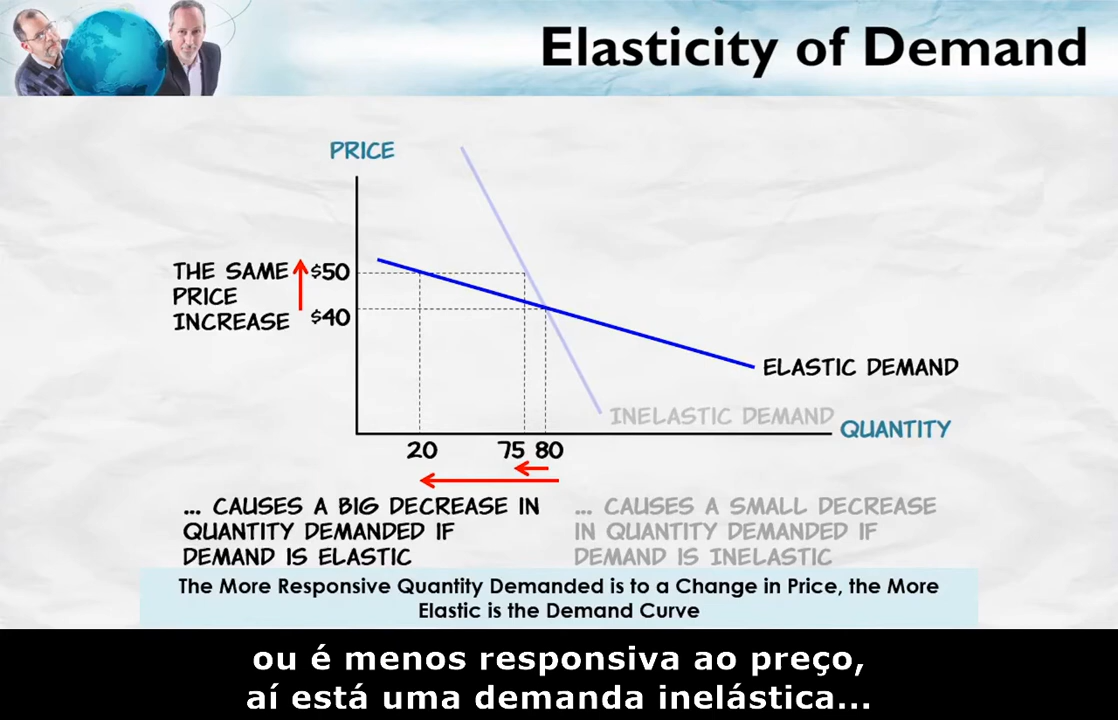 Elasticity of Demand
PRICE
THE SAME
PRICE
INCREASE
$50
$40
ELASTIC DEMAND
INELASTIC DEMAND
QUANTITY
20 75 80
... CAUSES A BIG DECREASE IN
QUANTITY DEMANDED IF
DEMAND IS ELASTIC
... CAUSES A SMALL DECREASE
IN QUANTITY DEMANDED IF
DEMAND IS INELASTIC
The More Responsive Quantity Demanded is to a Change in Price, the More
Elastic is the Demand Curve
ou é menos responsiva ao preço,
aí está uma demanda inelástica...